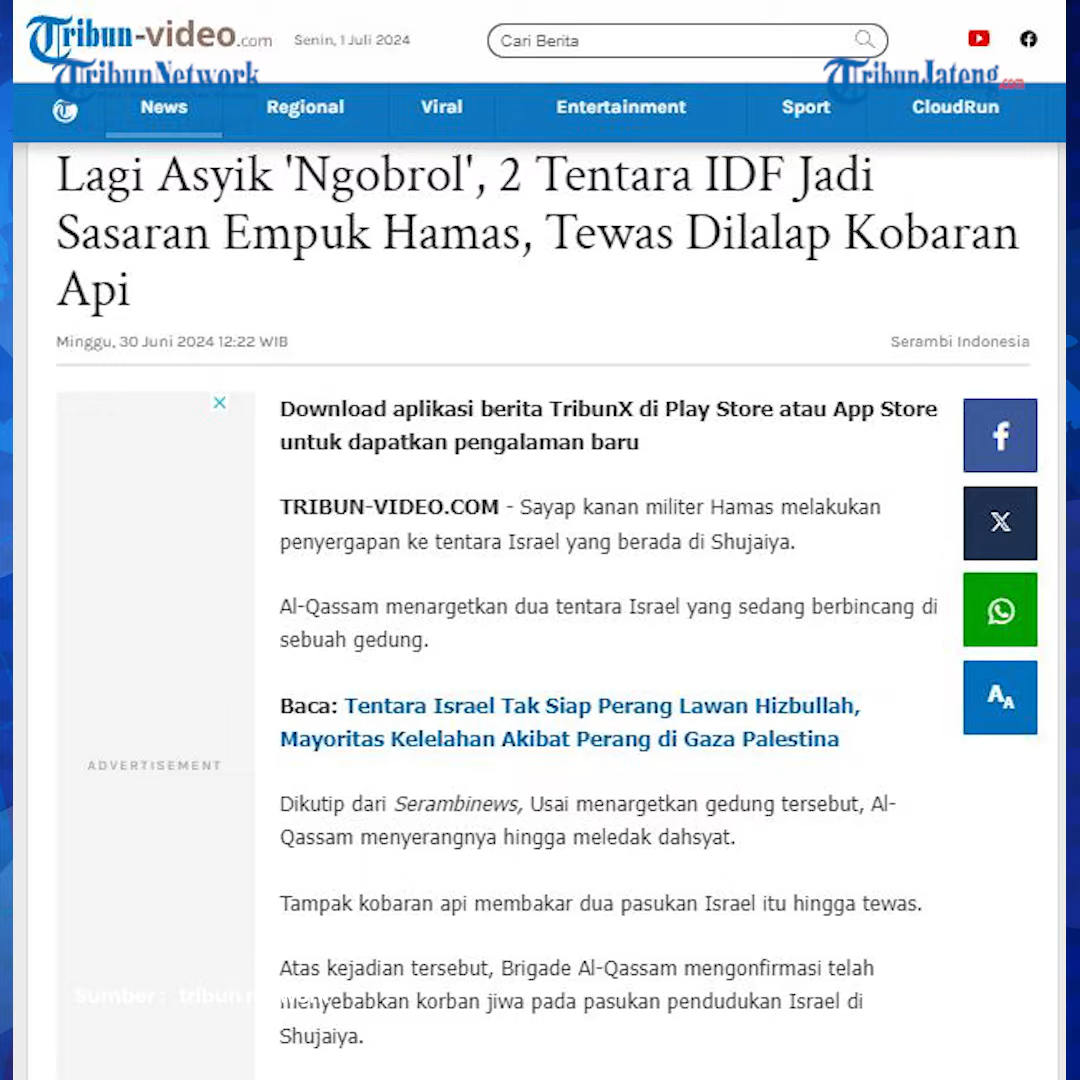 Tribun-video.com
Senin, 1 Juli 2024
Cari Berita
TribunNetwork
TribunJateng.com
News
Regional
Viral
Entertainment
Sport
CloudRun
Lagi Asyik 'Ngobrol', 2 Tentara IDF Jadi
Sasaran Empuk Hamas, Tewas Dilalap Kobaran
Api
Minggu, 30 Juni 2024 12:22 WIB
Serambi Indonesia
Download aplikasi berita TribunX di Play Store atau App Store
untuk dapatkan pengalaman baru
TRIBUN-VIDEO.COM - Sayap kanan militer Hamas melakukan
penyergapan ke tentara Israel yang berada di Shujaiya.
Al-Qassam menargetkan dua tentara Israel yang sedang berbincang di
sebuah gedung.
Baca: Tentara Israel Tak Siap Perang Lawan Hizbullah,
Mayoritas Kelelahan Akibat Perang di Gaza Palestina
ADVERTISEMENT
Dikutip dari Serambinews, Usai menargetkan gedung tersebut, Al-
Qassam menyerangnya hingga meledak dahsyat.
Tampak kobaran api membakar dua pasukan Israel itu hingga tewas.
Atas kejadian tersebut, Brigade Al-Qassam mengonfirmasi telah
menyebabkan korban jiwa pada pasukan pendudukan Israel di
Shujaiya.
Sumber : tribun